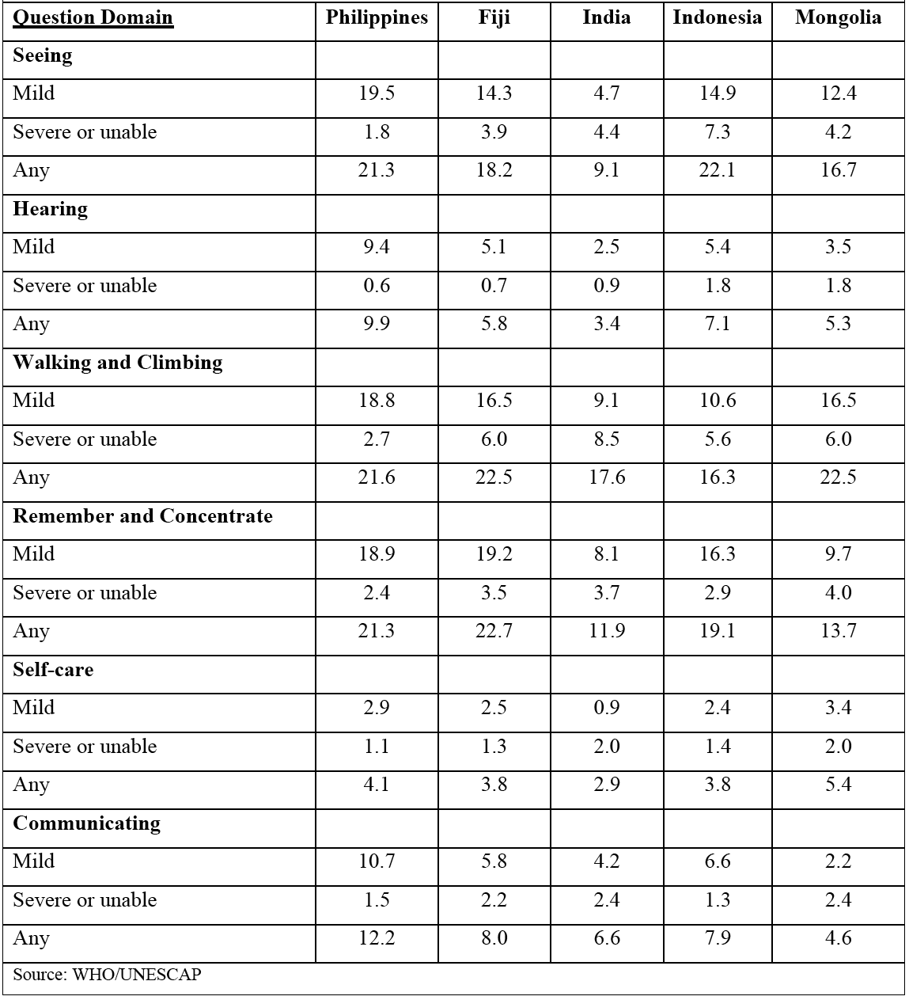 Question Domain Philippines Fiji India Indonesia Mongolia
Seeing
Mild 19.5 14.3 4.7 14.9 12.4
Severe or unable 1.8 3.9 4.4 7.3 4.2
Any 21.3 18.2 9.1 22.1 16.7
Hearing
Mild 9.4 5.1 2.5 5.4 3.5
Severe or unable 0.6 0.7 0.9 1.8 1.8
Any 9.9 5.8 3.4 7.1 5.3
Walking and Climbing
Mild 18.8 16.5 9.1 10.6 16.5
Severe or unable 2.7 6.0 8.5 5.6 6.0
Any 21.6 22.5 17.6 16.3 22.5
Remember and Concentrate
Mild 18.9 19.2 8.1 16.3 9.7
Severe or unable 2.4 3.5 3.7 2.9 4.0
Any 21.3 22.7 11.9 19.1 13.7
Self-care
Mild 2.9 2.5 0.9 2.4 3.4
Severe or unable 1.1 1.3 2.0 1.4 2.0
Any 4.1 3.8 2.9 3.8 5.4
Communicating
Mild 10.7 5.8 4.2 6.6 2.2
Severe or unable 1.5 2.2 2.4 1.3 2.4
Any 12.2 8.0 6.6 7.9 4.6
Source: WHO/UNESCAP